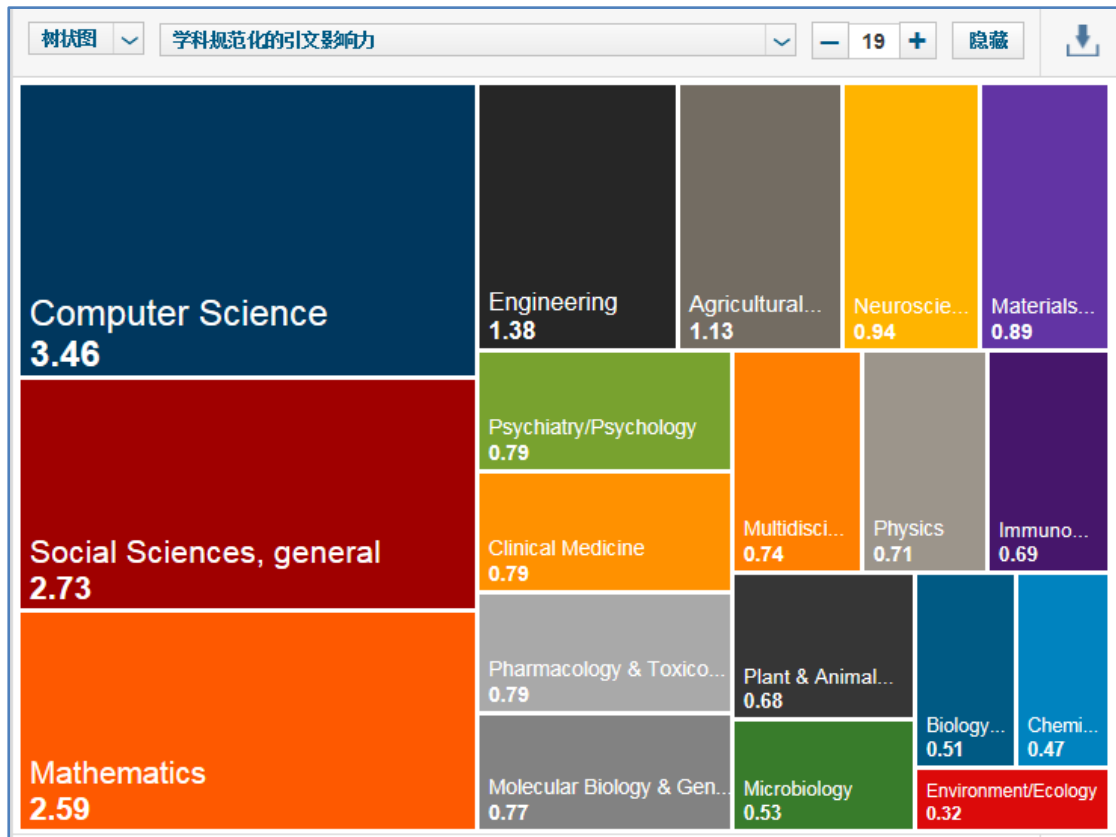 树状图
学科规范化的引文影响力
19
隐藏
Computer Science
3.46
Social Sciences, general
2.73
Mathematics
2.59
Engineering
1.38
Agricultural...
1.13
Neuroscie...
0.94
Materials...
0.89
Psychiatry/Psychology
0.79
Clinical Medicine
0.79
Pharmacology & Toxico...
0.79
Molecular Biology & Gen...
0.77
Multidisci...
0.74
Physics
0.71
Immuno...
0.69
Plant & Animal...
0.68
Microbiology
0.53
Biology...
0.51
Chemi...
0.47
Environment/Ecology
0.32